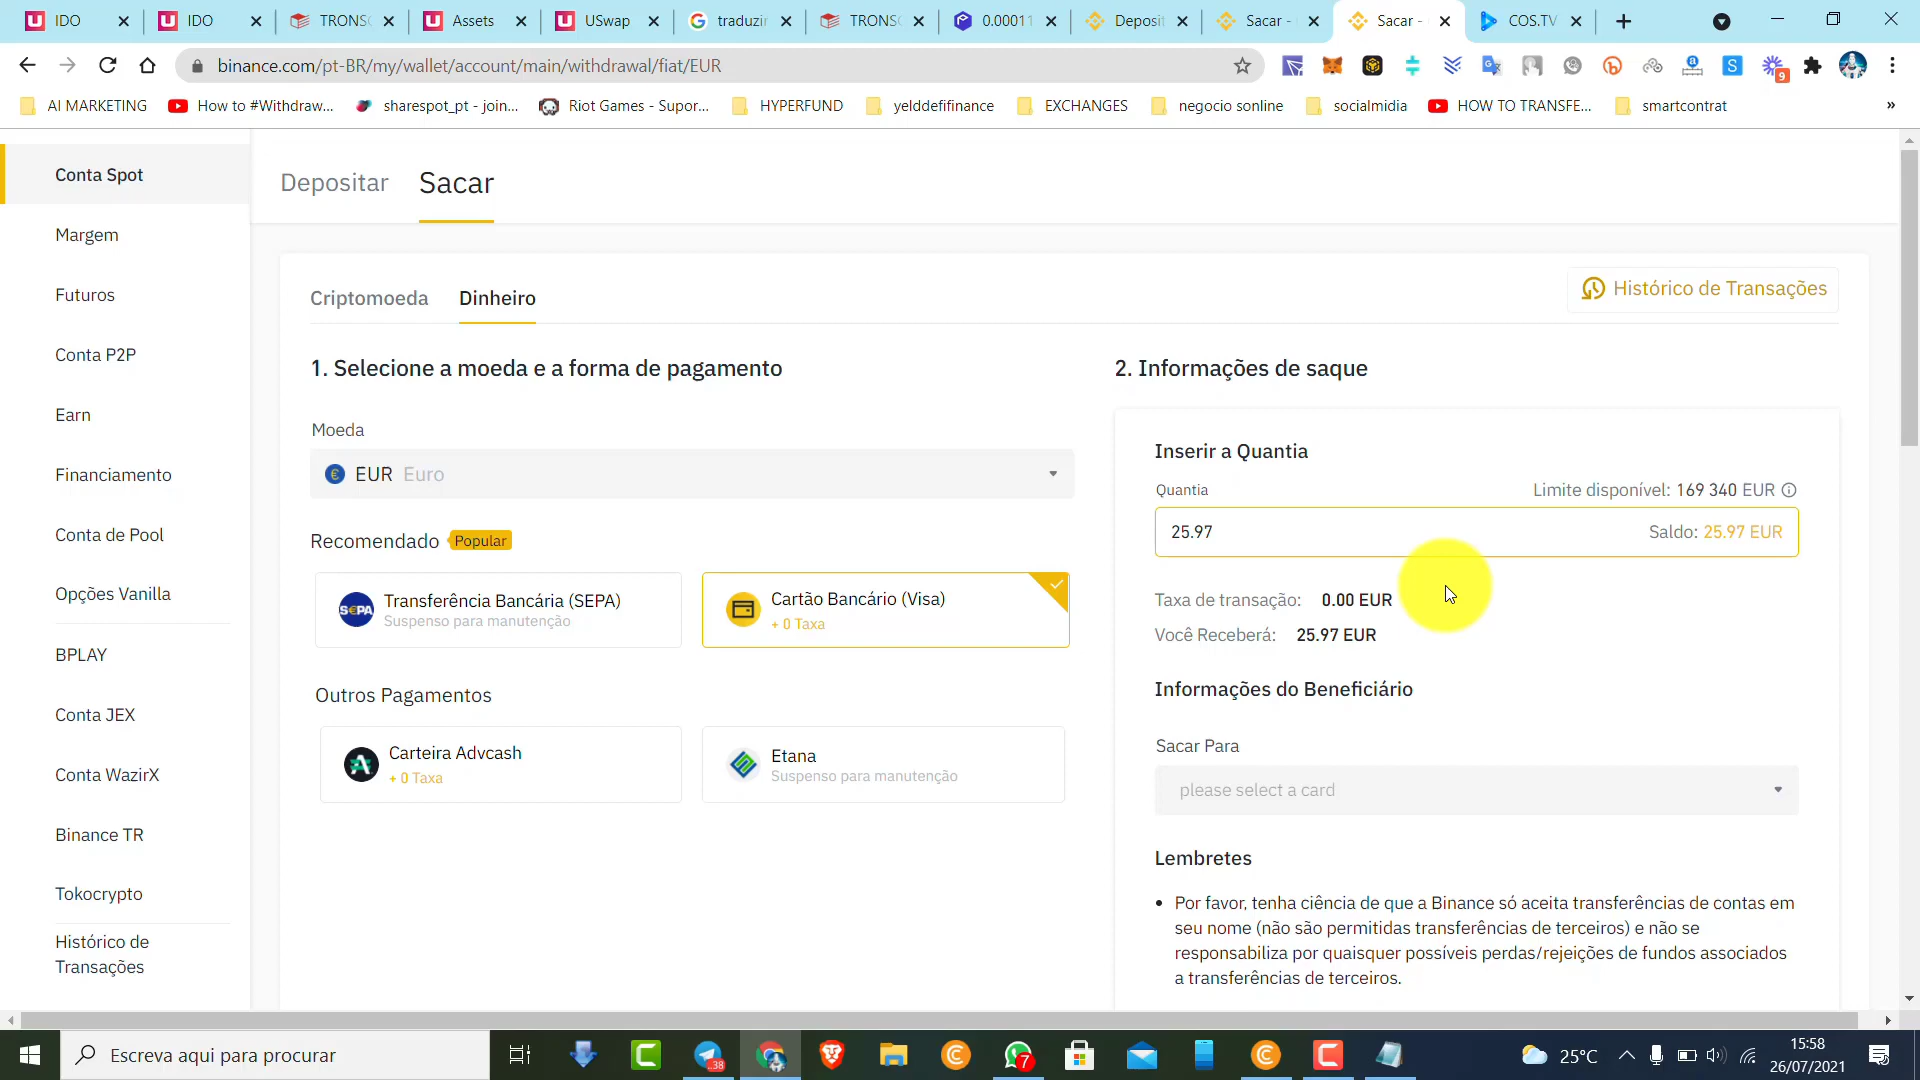 IDO
IDO
TRONSC
Assets
USwap
traduzir
TRONSC
0.00011
Deposit
Sacar -
Sacar -
COS.TV
binance.com/pt-BR/my/wallet/account/main/withdrawal/fiat/EUR
9
AI MARKETING
How to #Withdraw...
sharespot_pt - join...
Riot Games - Supor...
HYPERFUND
yelddefifinance
EXCHANGES
negocio sonline
socialmidia
HOW TO TRANSFE...
smartcontrat
»
Conta Spot
Margem
Futuros
Conta P2P
Earn
Financiamento
Conta de Pool
Opções Vanilla
BPLAY
Conta JEX
Conta WazirX
Binance TR
Tokocrypto
Histórico de
Transações
Depositar
Sacar
Criptomoeda
Dinheiro
Histórico de Transações
1. Selecione a moeda e a forma de pagamento
Moeda
EUR Euro
Recomendado
Popular
SEPA
Transferência Bancária (SEPA)
Suspenso para manutenção
Cartão Bancário (Visa)
+ 0 Taxa
Outros Pagamentos
Carteira Advcash
+ 0 Taxa
Etana
Suspenso para manutenção
2. Informações de saque
Inserir a Quantia
Quantia
Limite disponível: 169 340 EUR
25.97
Saldo: 25.97 EUR
Taxa de transação: 0.00 EUR
Você Receberá: 25.97 EUR
Informações do Beneficiário
Sacar Para
please select a card
Lembretes
• Por favor, tenha ciência de que a Binance só aceita transferências de contas em
seu nome (não são permitidas transferências de terceiros) e não se
responsabiliza por quaisquer possíveis perdas/rejeições de fundos associados
a transferências de terceiros.
Escreva aqui para procurar
38
7
25°C
15:58
26/07/2021